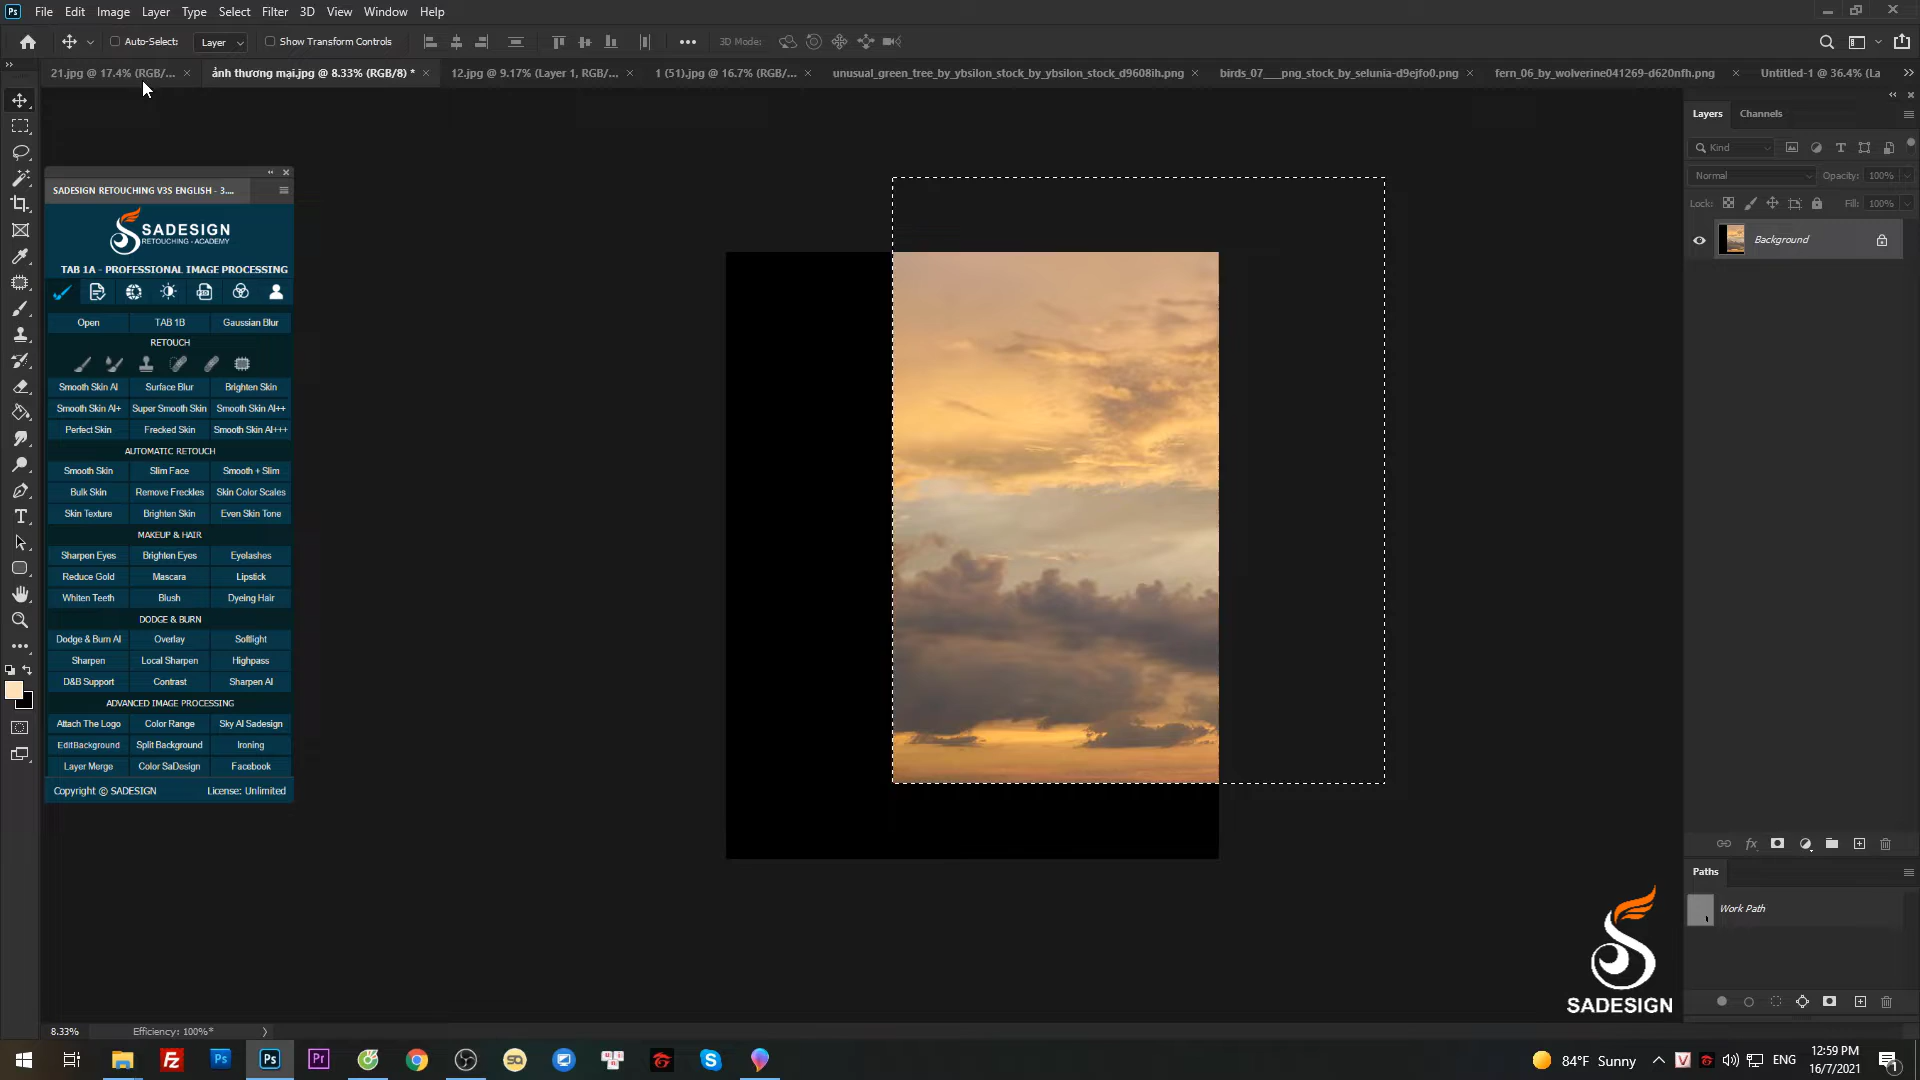 Ps File Edit Image Layer Type Select Filter 3D View Window Help
Auto-Select: Layer Show Transform Controls 3D Mode:
21.jpg @ 17.4% (RGB/... × ảnh thương mại.jpg @ 8.33% (RGB/8) * × 12.jpg @ 9.17% (Layer 1, RGB/... × 1 (51).jpg @ 16.7% (RGB/... × unusual_green_tree_by_ybsilon_stock_by_ybsilon_stock_d9608ih.png × birds_07___png_stock_by_selunia-d9ejfo0.png × fern_06_by_wolverine041269-d620nfh.png × Untitled-1 @ 36.4% (La
SADESIGN RETOUCHING V3S ENGLISH - 3....
SADESIGN
RETOUCHING - ACADEMY
TAB 1A - PROFESSIONAL IMAGE PROCESSING
Open TAB 1B Gaussian Blur
RETOUCH
Smooth Skin AI Surface Blur Brighten Skin
Smooth Skin AI+ Super Smooth Skin Smooth Skin AI++
Perfect Skin Frecked Skin Smooth Skin AI+++
AUTOMATIC RETOUCH
Smooth Skin Slim Face Smooth + Slim
Bulk Skin Remove Freckles Skin Color Scales
Skin Texture Brighten Skin Even Skin Tone
MAKEUP & HAIR
Sharpen Eyes Brighten Eyes Eyelashes
Reduce Gold Mascara Lipstick
Whiten Teeth Blush Dyeing Hair
DODGE & BURN
Dodge & Burn AI Overlay Softlight
Sharpen Local Sharpen Highpass
D&B Support Contrast Sharpen AI
ADVANCED IMAGE PROCESSING
Attach The Logo Color Range Sky AI Sadesign
EditBackground Split Background Ironing
Layer Merge Color SaDesign Facebook
Copyright © SADESIGN License: Unlimited
Layers Channels
Kind
Normal Opacity: 100%
Lock: Fill: 100%
Background
Paths
Work Path
SADESIGN
8.33% Efficiency: 100%*
84°F Sunny ENG 12:59 PM
16/7/2021